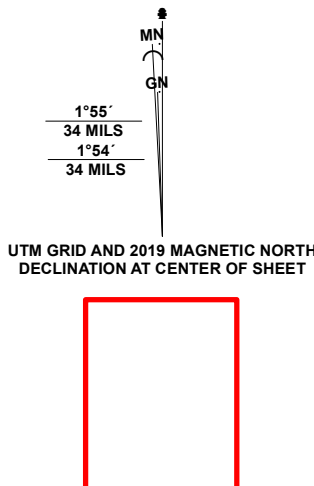 MN
GN
1°55´
34 MILS
1°54´
34 MILS
UTM GRID AND 2019 MAGNETIC NORTH
DECLINATION AT CENTER OF SHEET